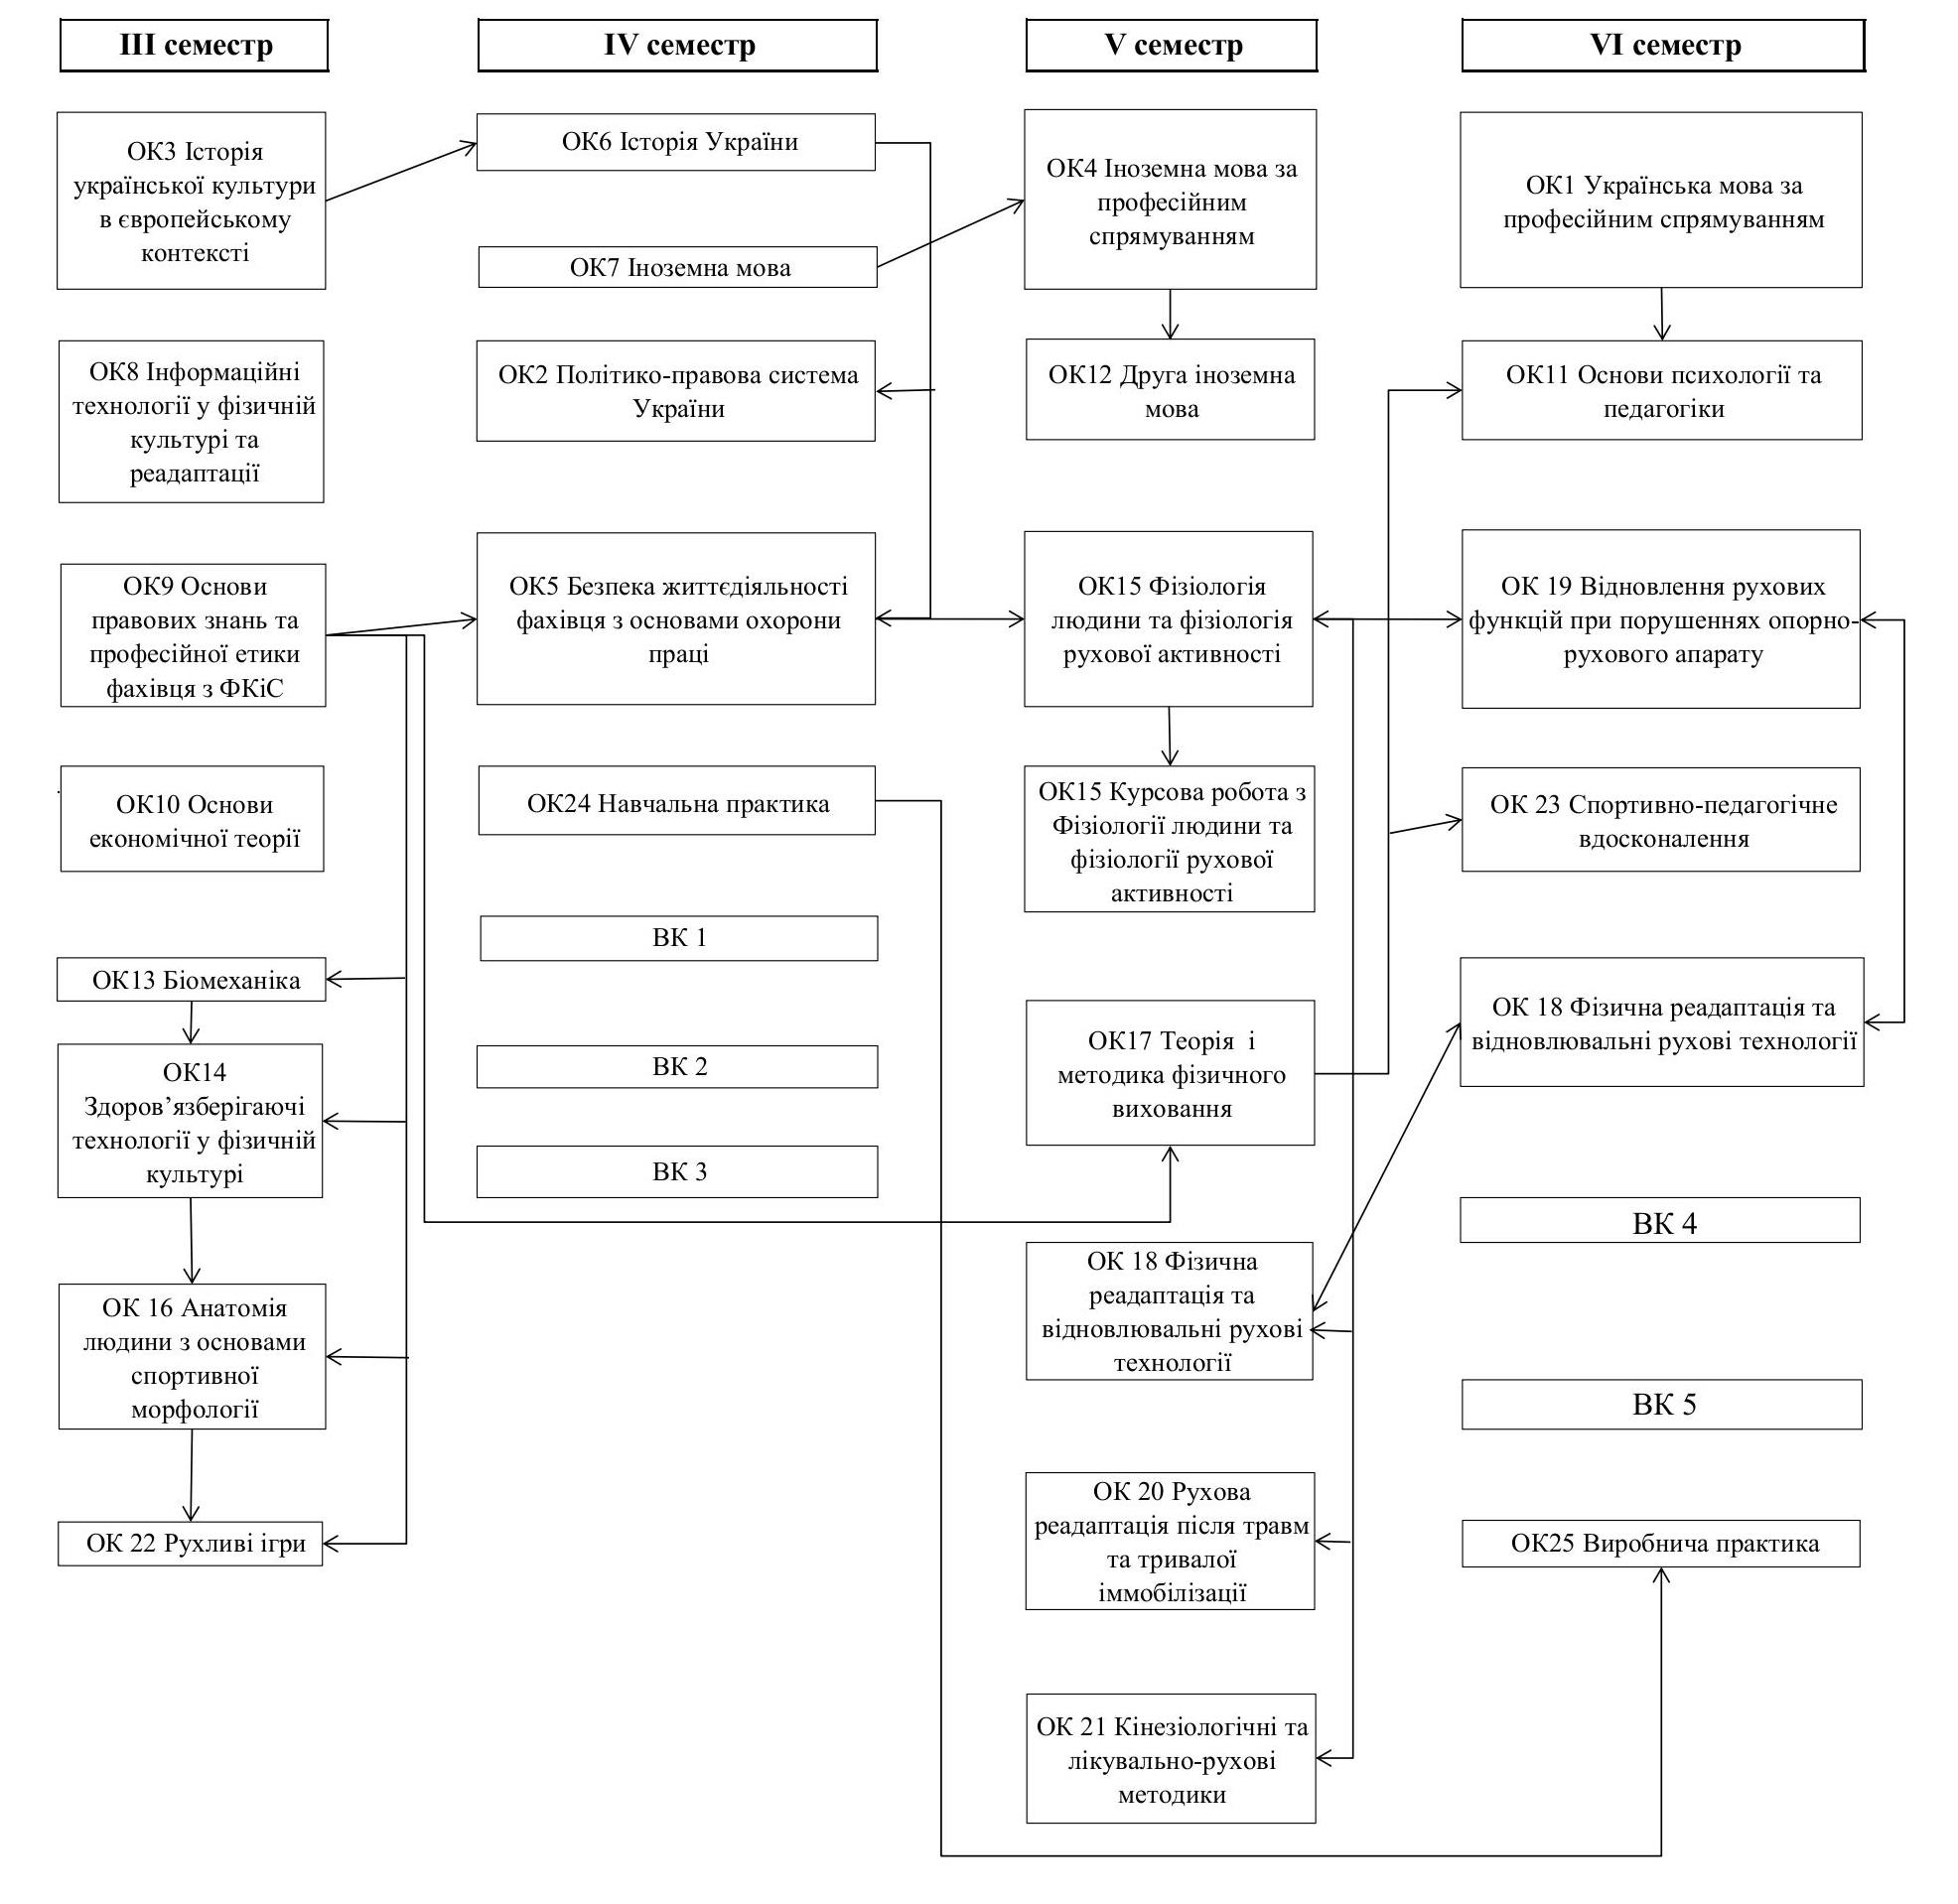 III семестр
ОК3 Історія
української культури
в європейському
контексті
ОК8 Інформаційні
технології у фізичній
культурі та
реадаптації
ОК9 Основи
правових знань та
професійної етики
фахівця з ФКіС
ОК10 Основи
економічної теорії
ОК13 Біомеханіка
ОК14
Здоров’язберігаючі
технології у фізичній
культурі
ОК 16 Анатомія
людини з основами
спортивної
морфології
ОК 22 Рухливі ігри
IV семестр
ОК6 Історія України
ОК7 Іноземна мова
ОК2 Політико-правова система
України
ОК5 Безпека життєдіяльності
фахівця з основами охорони
праці
ОК24 Навчальна практика
ВК 1
ВК 2
ВК 3
V семестр
ОК4 Іноземна мова за
професійним
спрямуванням
ОК12 Друга іноземна
мова
ОК15 Фізіологія
людини та фізіологія
рухової активності
ОК15 Курсова робота з
Фізіології людини та
фізіології рухової
активності
ОК17 Теорія і
методика фізичного
виховання
ОК 18 Фізична
реадаптація та
відновлювальні рухові
технології
ОК 20 Рухова
реадаптація після травм
та тривалої
іммобілізації
ОК 21 Кінезіологічні та
лікувально-рухові
методики
VI семестр
ОК1 Українська мова за
професійним спрямуванням
ОК11 Основи психології та
педагогіки
ОК 19 Відновлення рухових
функцій при порушеннях опорно-
рухового апарату
ОК 23 Спортивно-педагогічне
вдосконалення
ОК 18 Фізична реадаптація та
відновлювальні рухові технології
ВК 4
ВК 5
ОК25 Виробнича практика